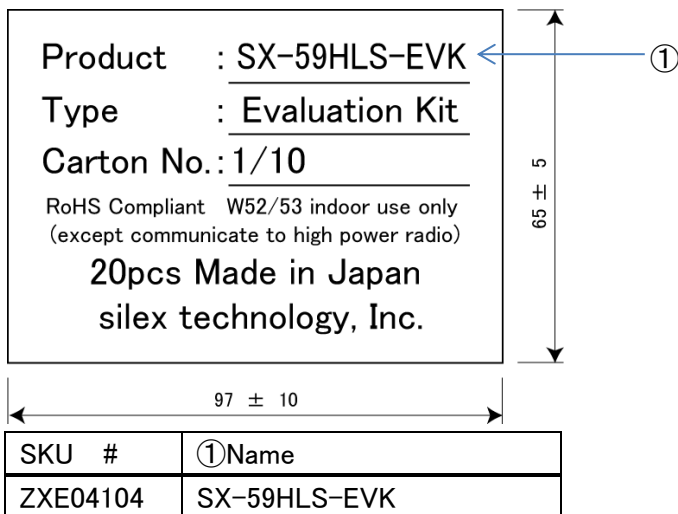 Product : SX-59HLS-EVK ①
Type : Evaluation Kit
Carton No.: 1/10
RoHS Compliant W52/53 indoor use only
(except communicate to high power radio)
20pcs Made in Japan
silex technology, Inc.
65 ± 5
97 ± 10
SKU # ①Name
ZXE04104 SX-59HLS-EVK